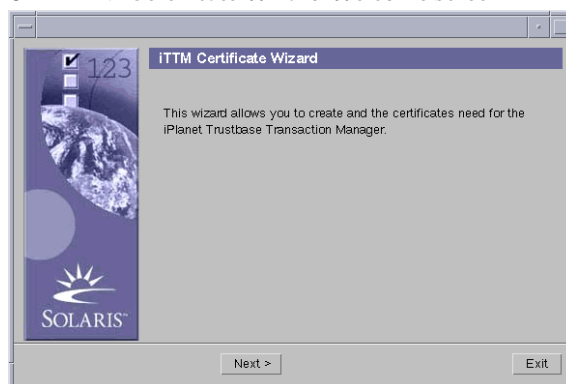 123
iTTM Certificate Wizard
This wizard allows you to create and the certificates need for the
iPlanet Trustbase Transaction Manager.
SOLARIS™
Next >
Exit